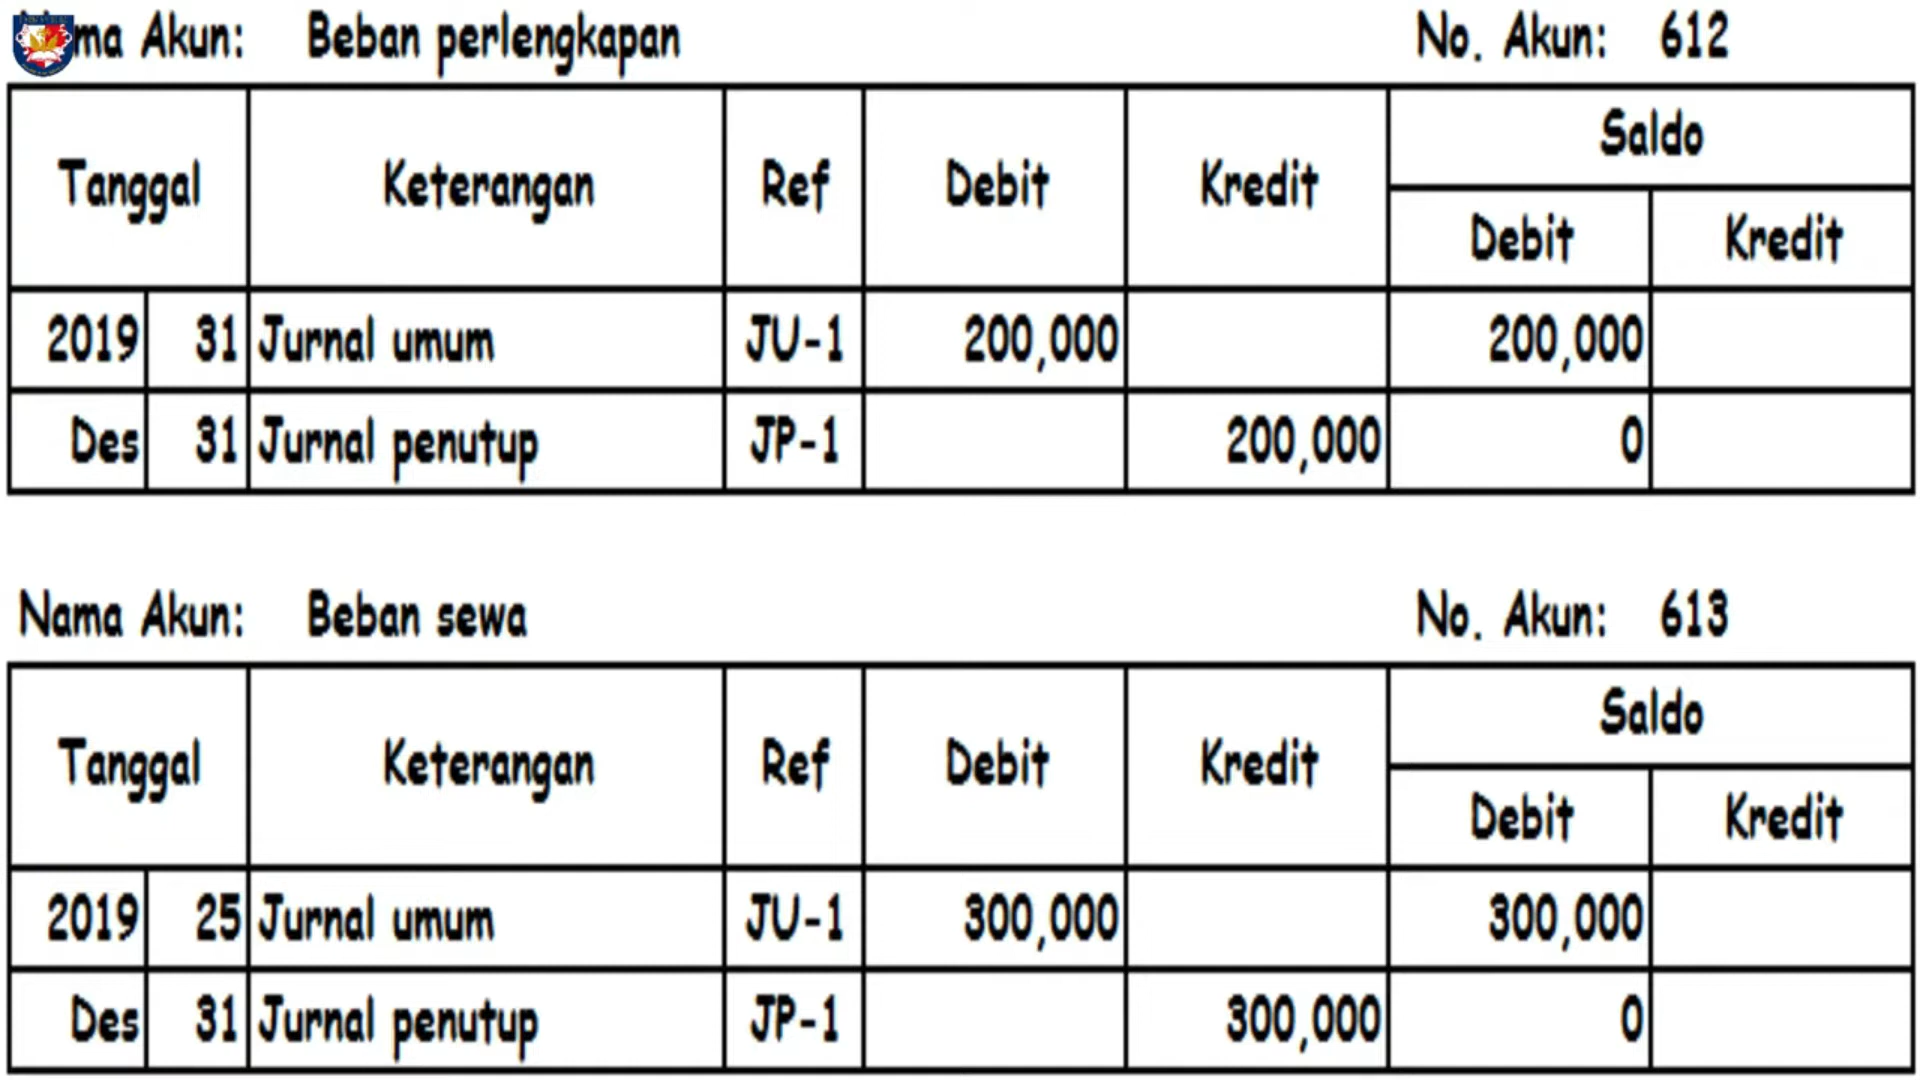 ma Akun: Beban perlengkapan No. Akun: 612
Saldo
Tanggal Keterangan Ref Debit Kredit
Debit Kredit
2019 31 Jurnal umum JU-1 200,000 200,000
Des 31 Jurnal penutup JP-1 200,000 0
Nama Akun: Beban sewa No. Akun: 613
Saldo
Tanggal Keterangan Ref Debit Kredit
Debit Kredit
2019 25 Jurnal umum JU-1 300,000 300,000
Des 31 Jurnal penutup JP-1 300,000 0